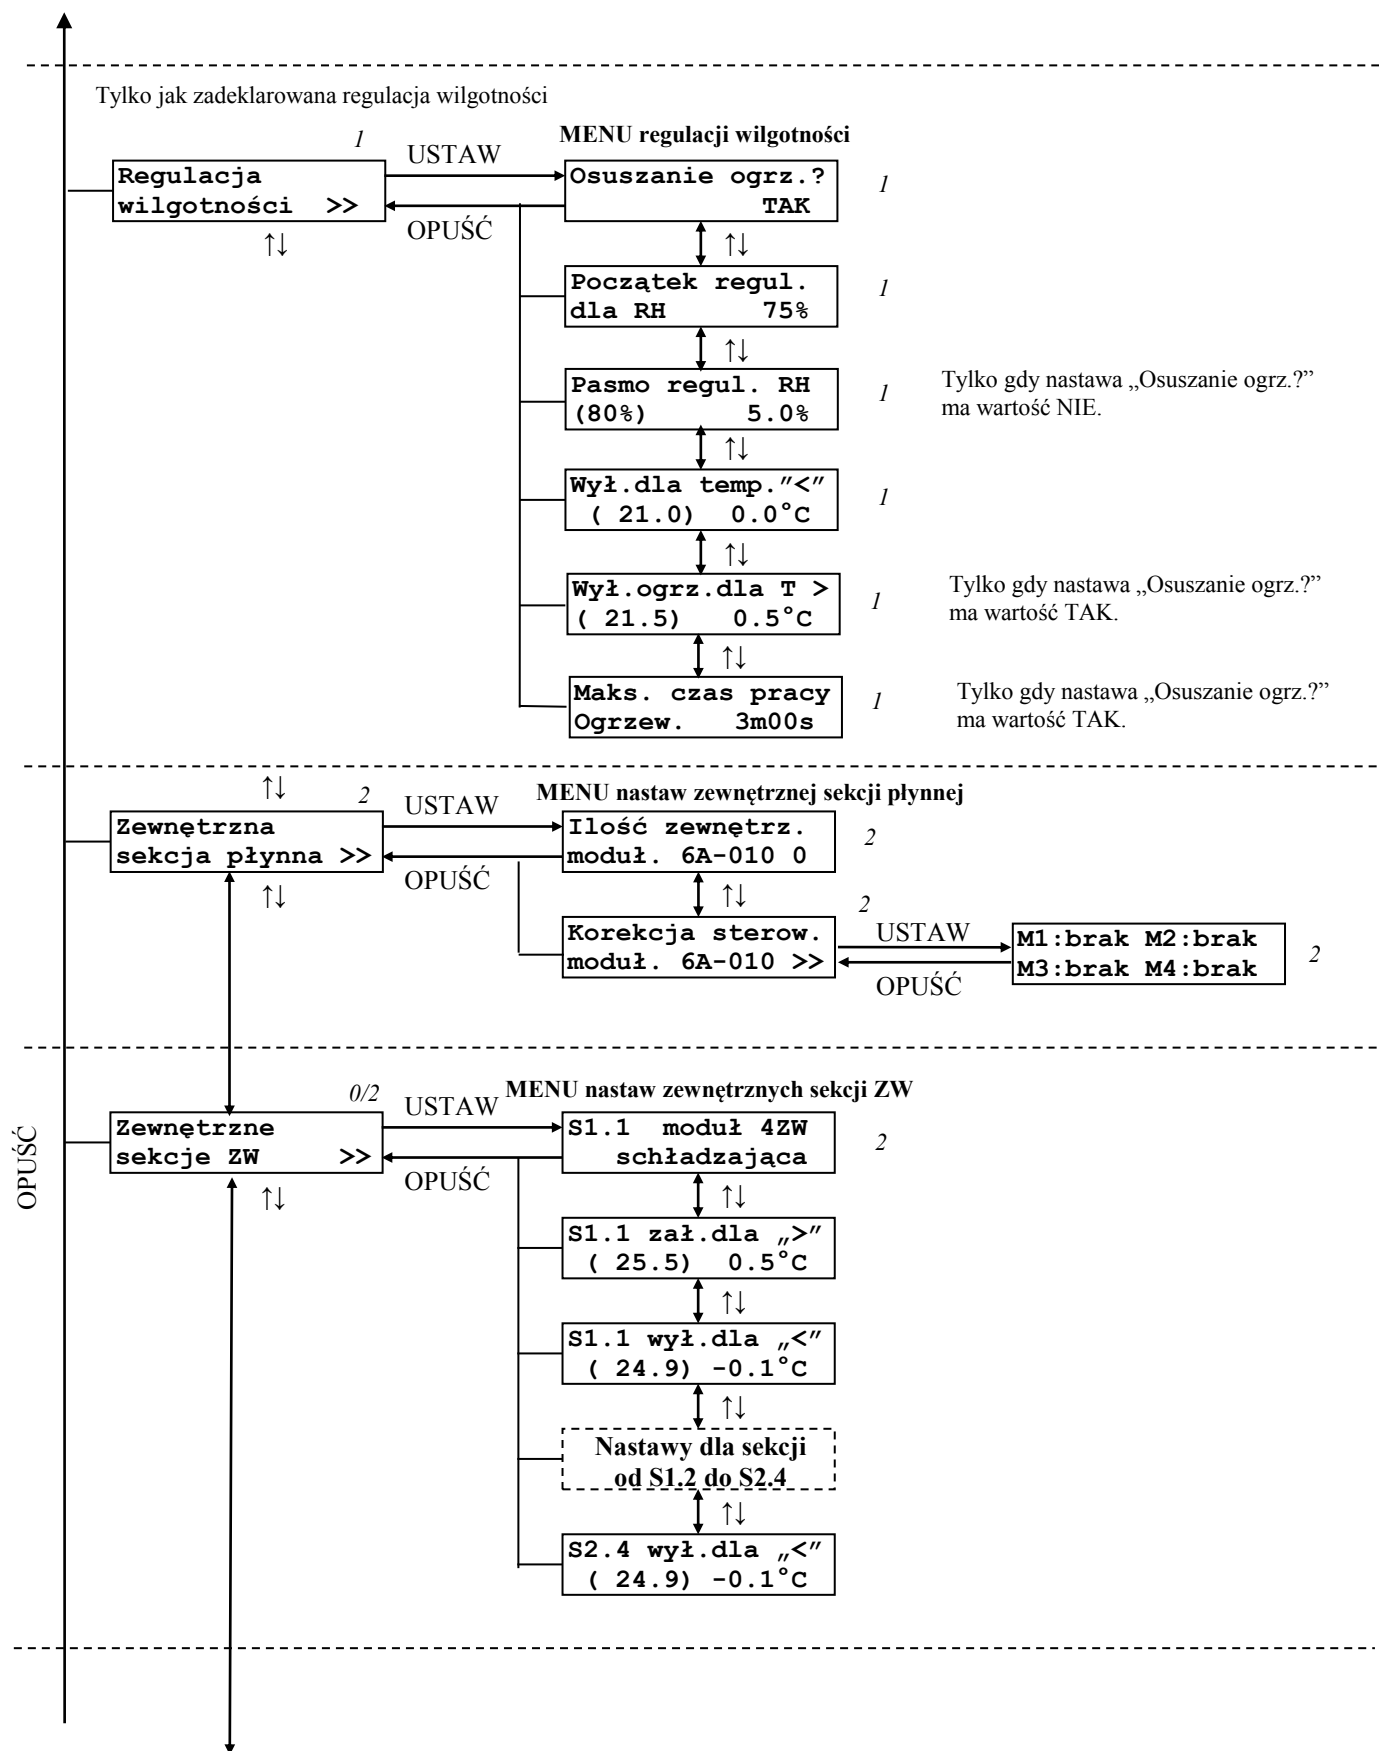 Tylko jak zadeklarowana regulacja wilgotności
1
USTAW
MENU regulacji wilgotności
Regulacja
wilgotności >>
OPUŚĆ
↑↓
Osuszanie ogrz.?
TAK
1
↑↓
Początek regul.
dla RH 75%
1
↑↓
Pasmo regul. RH
(80%) 5.0%
1
Tylko gdy nastawa „Osuszanie ogrz.?”
ma wartość NIE.
↑↓
Wył.dla temp."<"
( 21.0) 0.0°C
1
↑↓
Wył.ogrz.dla T >
( 21.5) 0.5°C
1
Tylko gdy nastawa „Osuszanie ogrz.?”
ma wartość TAK.
↑↓
Maks. czas pracy
Ogrzew. 3m00s
1
Tylko gdy nastawa „Osuszanie ogrz.?”
ma wartość TAK.
↑↓
2
USTAW
MENU nastaw zewnętrznej sekcji płynnej
Zewnętrzna
sekcja płynna >>
OPUŚĆ
↑↓
Ilość zewnętrz.
moduł. 6A-010 0
2
↑↓
2
Korekcja sterow.
moduł. 6A-010 >>
USTAW
OPUŚĆ
M1:brak M2:brak
M3:brak M4:brak
2
0/2
USTAW
MENU nastaw zewnętrznych sekcji ZW
Zewnętrzne
sekcje ZW >>
OPUŚĆ
↑↓
OPUŚĆ
S1.1 moduł 4ZW
schładzająca
2
↑↓
S1.1 zał.dla „>"
( 25.5) 0.5°C
↑↓
S1.1 wył.dla „<"
( 24.9) -0.1°C
↑↓
Nastawy dla sekcji
od S1.2 do S2.4
↑↓
S2.4 wył.dla „<"
( 24.9) -0.1°C